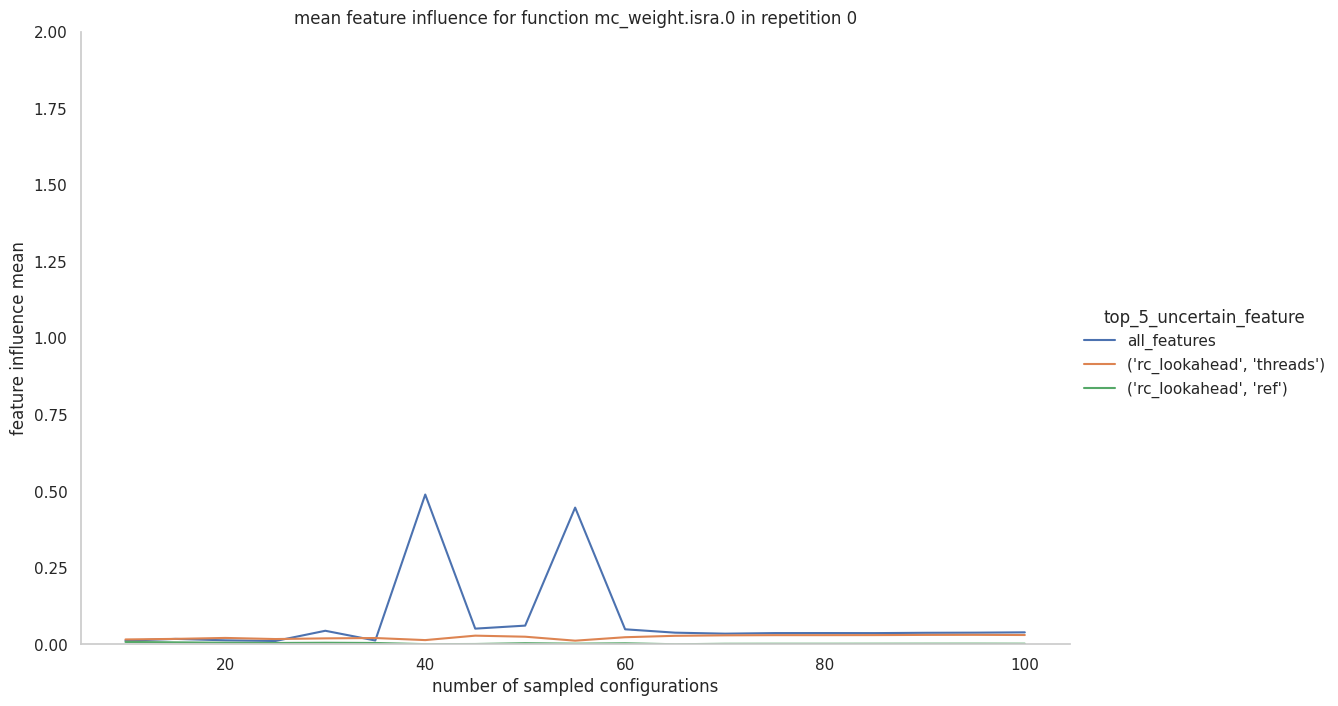 mean feature influence for function mc_weight.isra.0 in repetition 0
2.00
1.75
1.50
1.25
1.00
0.75
0.50
0.25
0.00
feature influence mean
20
40
60
80
100
number of sampled configurations
top_5_uncertain_feature
all_features
('rc_lookahead', 'threads')
('rc_lookahead', 'ref')